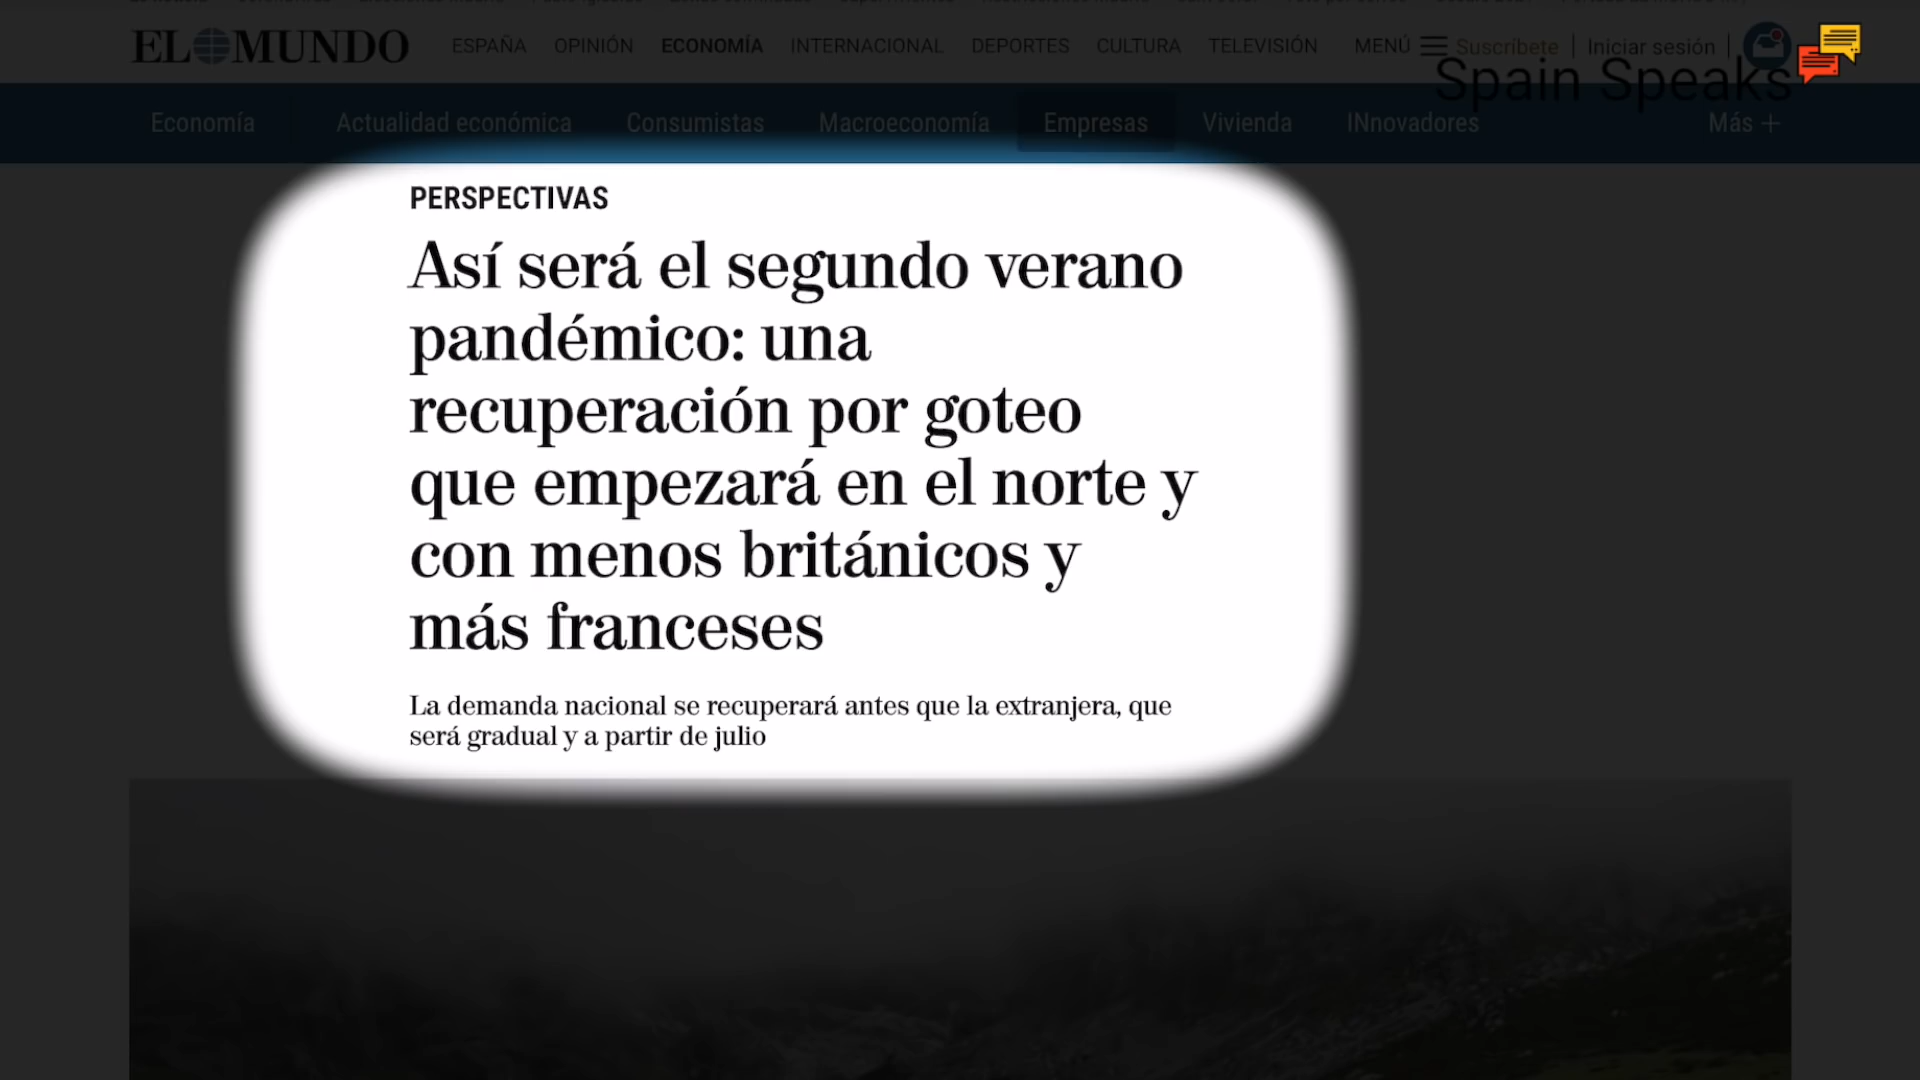 EL MUNDO ESPAÑA OPINIÓN ECONOMÍA INTERNACIONAL DEPORTES CULTURA TELEVISIÓN MENÚ Suscríbete Iniciar sesión
Spain Speaks
Economía Actualidad económica Consumistas Macroeconomía Empresas Vivienda INnovadores Más +
PERSPECTIVAS
Así será el segundo verano
pandémico: una
recuperación por goteo
que empezará en el norte y
con menos británicos y
más franceses
La demanda nacional se recuperará antes que la extranjera, que
será gradual y a partir de julio